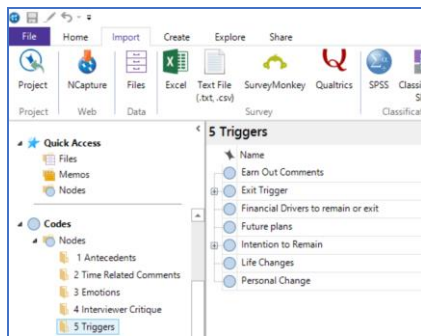 File Home Import Create Explore Share
Project NCapture Files Excel Text File (.txt, .csv) SurveyMonkey Qualtrics SPSS
Project Web Data Survey
Quick Access
Files
Memos
Nodes
Codes
Nodes
1 Antecedents
2 Time Related Comments
3 Emotions
4 Interviewer Critique
5 Triggers
5 Triggers
Name
Earn Out Comments
Exit Trigger
Financial Drivers to remain or exit
Future plans
Intention to Remain
Life Changes
Personal Change